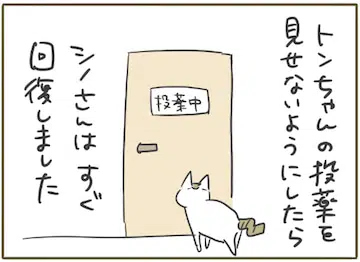 トンちゃんの投薬を
見せないようにしたら
投薬中
シノさんは すぐ
回復しました